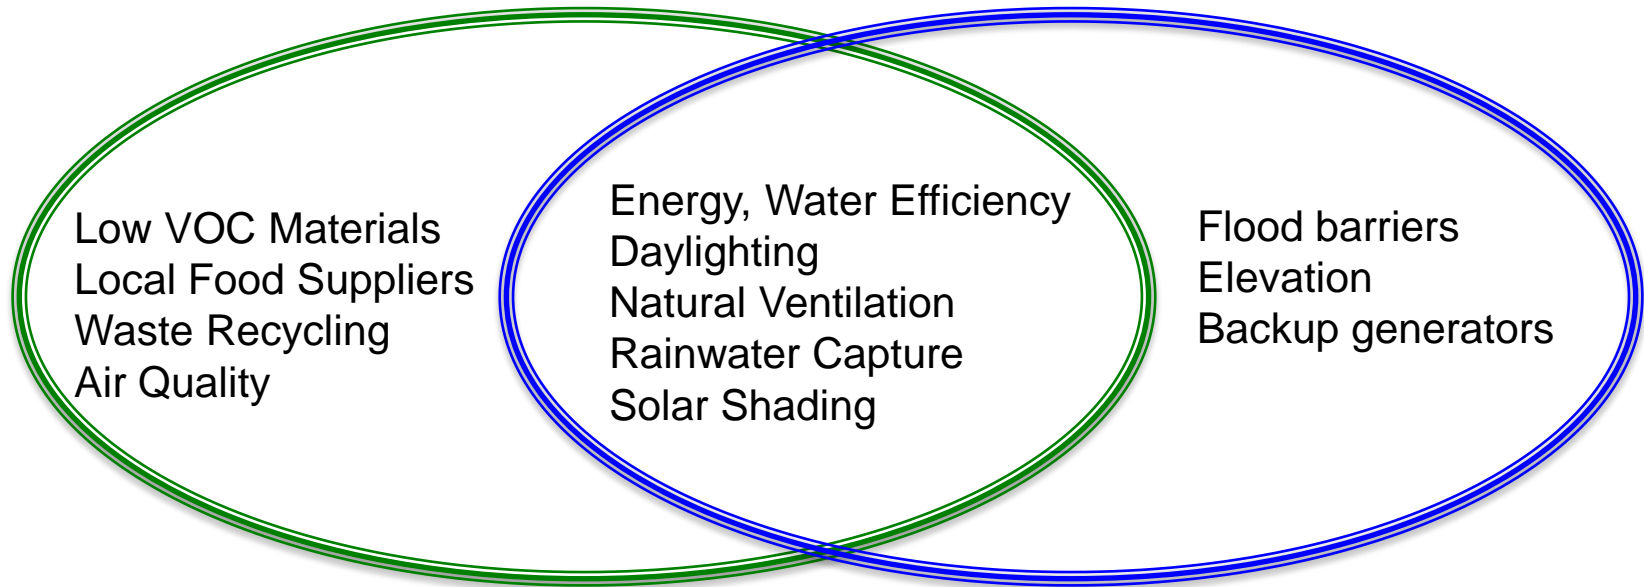 Low VOC Materials
Local Food Suppliers
Waste Recycling
Air Quality
Energy, Water Efficiency
Daylighting
Natural Ventilation
Rainwater Capture
Solar Shading
Flood barriers
Elevation
Backup generators